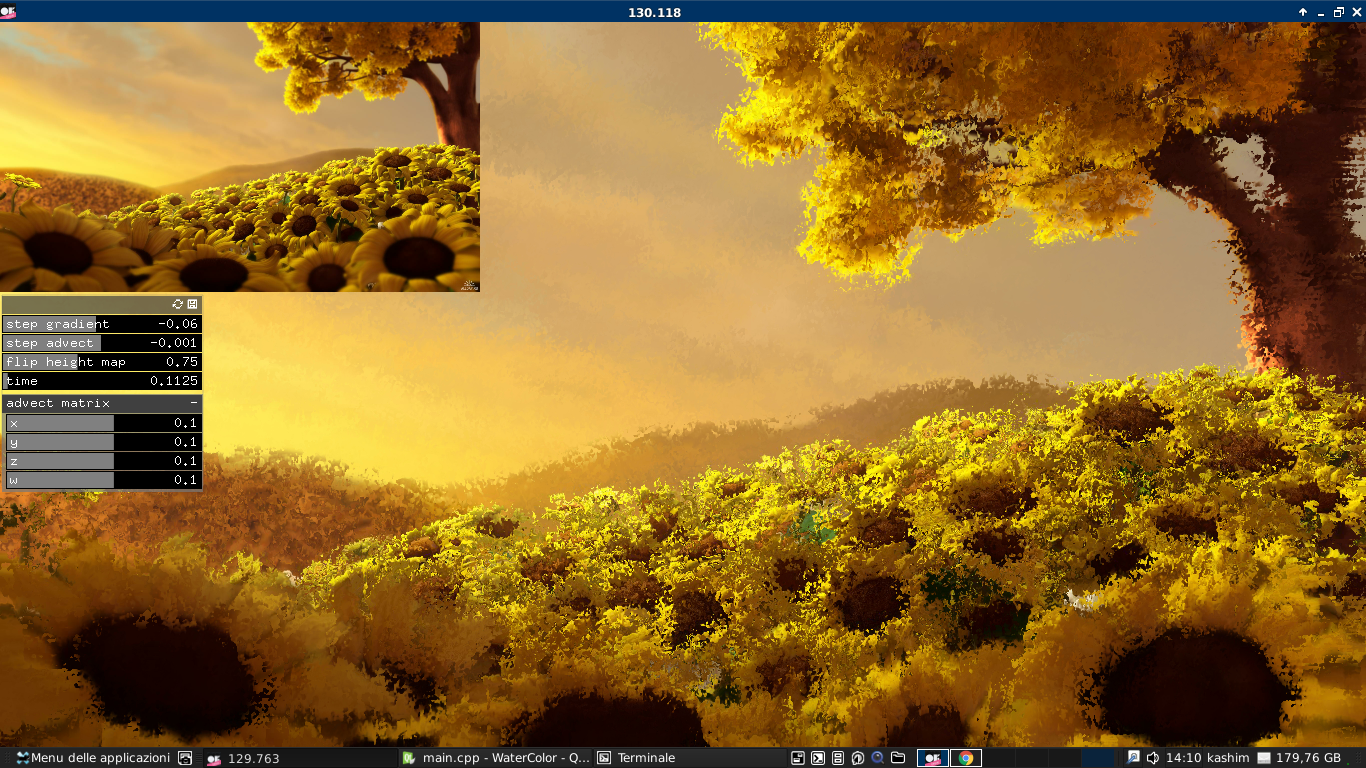 130.118
step gradient -0.06
step advect -0.001
flip height map 0.75
time 0.1125
advect matrix -
x 0.1
y 0.1
z 0.1
w 0.1
Menu delle applicazioni
129.763
main.cpp - WaterColor - Q...
Terminale
14:10 kashim
179,76 GB